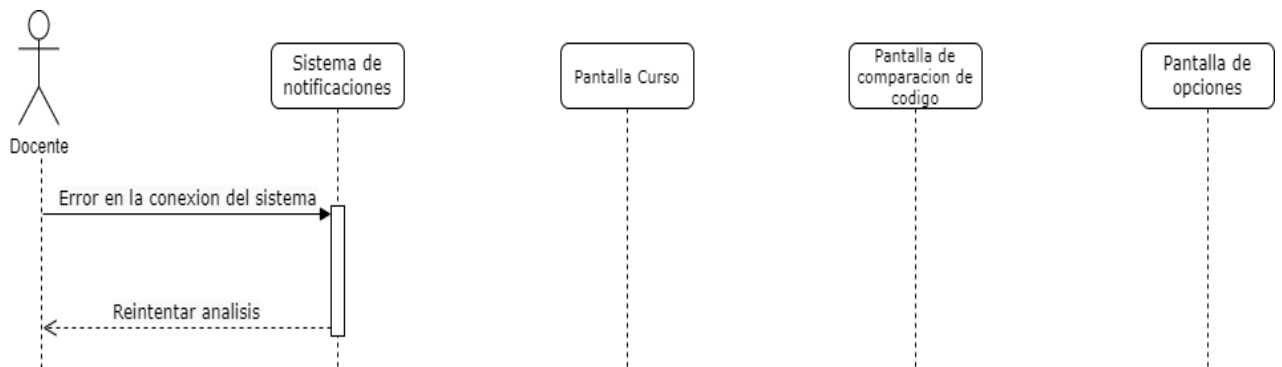 Docente
Sistema de
notificaciones
Pantalla Curso
Pantalla de
comparacion de
codigo
Pantalla de
opciones
Error en la conexion del sistema
Reintentar analisis